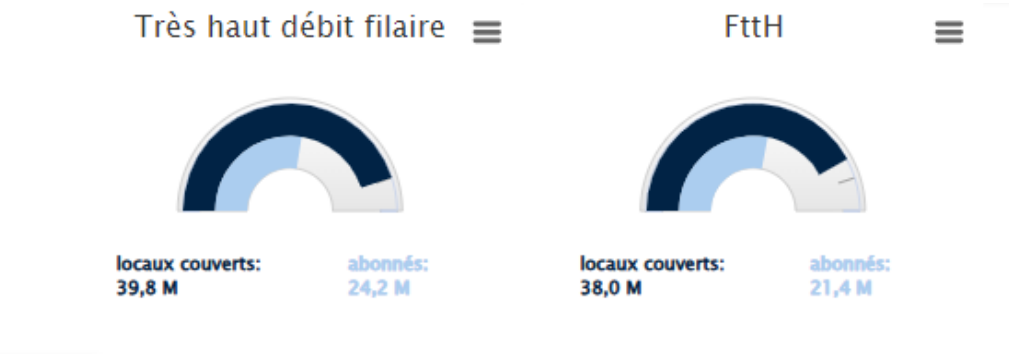 Très haut débit filaire
FttH
locaux couverts:
39,8 M
abonnés:
24,2 M
locaux couverts:
38,0 M
abonnés:
21,4 M